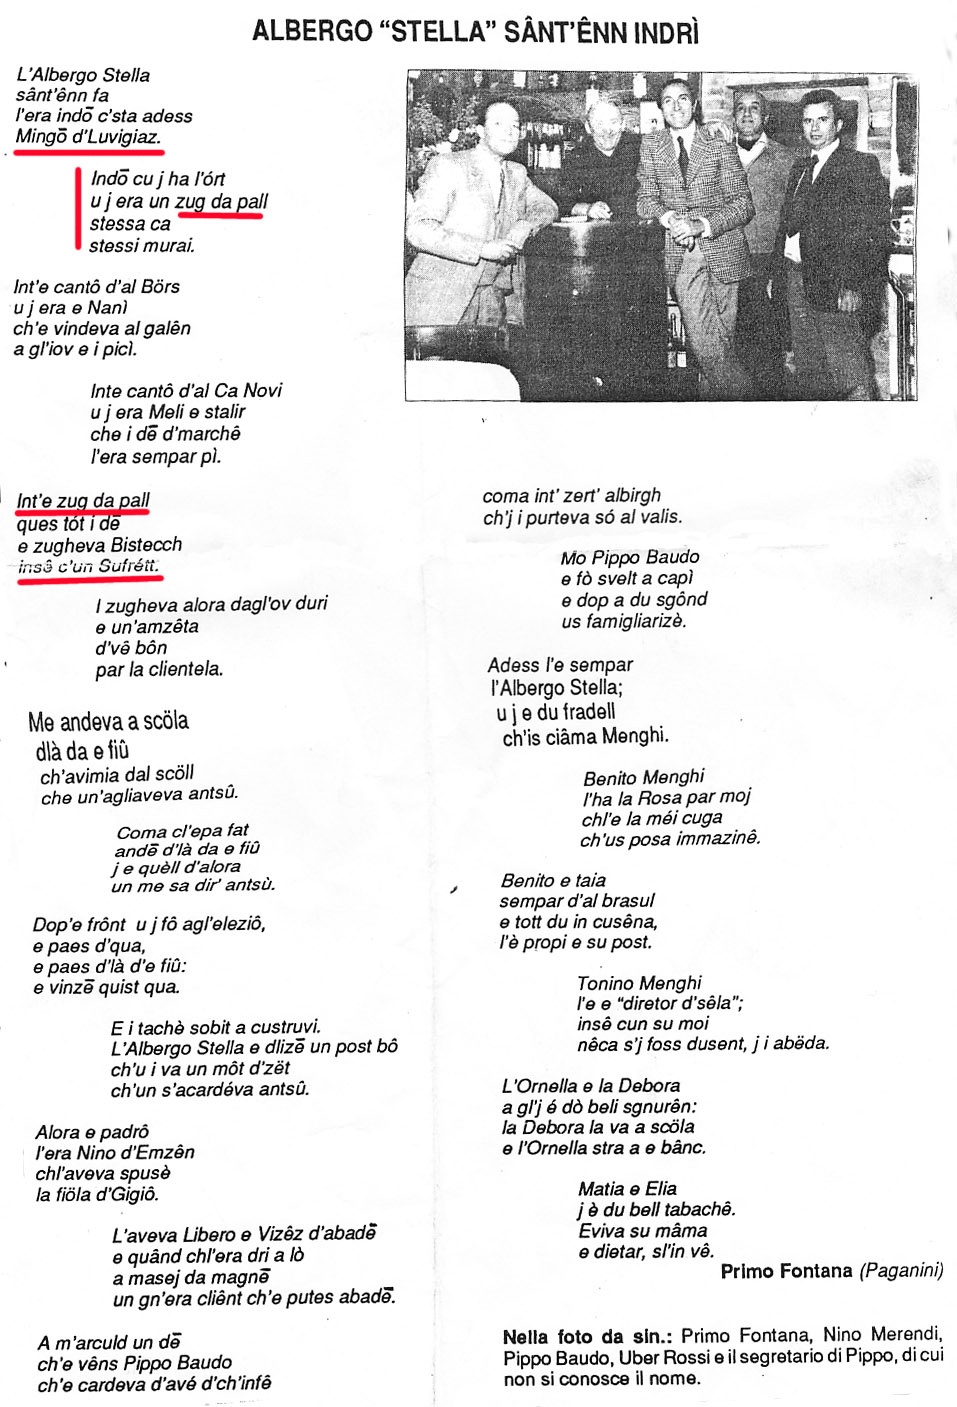 ALBERGO “STELLA” SÂNT'ÊNN INDRÌ
L'Albergo Stella
sânt'ênn fa
l'era indō c'sta adess
Mingō d'Luvigiaz.
Indō cu j ha l'órt
u j era un zug da pall
stessa ca
stessi murai.
Int'e cantô d'al Börs
u j era e Nanì
ch'e vindeva al galên
a gl'iov e i picì.
Inte cantô d'al Ca Novi
u j era Meli e stalir
che i dē d'marchê
l'era sempar pì.
Int'e zug da pall
ques tót i dē
e zugheva Bistecch
insê c'un Sufrétt.
I zugheva alora dagl'ov duri
e un'amzêta
d'vê bôn
par la clientela.
Me andeva a scöla
dlà da e fiû
ch'avimia dal scöll
che un'agliaveva antsû.
Coma cl'epa fat
andē d'là da e fiû
j e quèll d'alora
un me sa dir' antsù.
Dop'e frônt u j fô agl'eleziô,
e paes d'qua,
e paes d'là d'e fiû:
e vinzē quist qua.
E i tachè sobit a custruvi.
L'Albergo Stella e dlizē un post bô
ch'u i va un môt d'zët
ch'un s'acardéva antsû.
Alora e padrô
l'era Nino d'Emzên
chl'aveva spusè
la fiöla d'Gigiô.
L'aveva Libero e Vizêz d'abadē
e quând chl'era dri a lò
a masej da magnē
un gn'era cliênt ch'e putes abadē.
A m'arculd un dē
ch'e vêns Pippo Baudo
ch'e cardeva d'avé d'ch'infê
coma int' zert' albirgh
ch'j i purteva só al valis.
Mo Pippo Baudo
e fò svelt a capì
e dop a du sgônd
us famigliarizè.
Adess l'e sempar
l'Albergo Stella;
u j e du fradell
ch'is ciâma Menghi.
Benito Menghi
l'ha la Rosa par moj
chl'e la méi cuga
ch'us posa immazinê.
Benito e taia
sempar d'al brasul
e tott du in cusêna,
l'è propi e su post.
Tonino Menghi
l'e e “diretor d'sêla”;
insê cun su moi
nêca s'j foss dusent, j i abëda.
L'Ornella e la Debora
a gl'j é dò beli sgnurên:
la Debora la va a scöla
e l'Ornella stra a e bânc.
Matia e Elia
j è du bell tabachê.
Eviva su mâma
e dietar, sl'in vê.
Primo Fontana (Paganini)
Nella foto da sin.: Primo Fontana, Nino Merendi,
Pippo Baudo, Uber Rossi e il segretario di Pippo, di cui
non si conosce il nome.